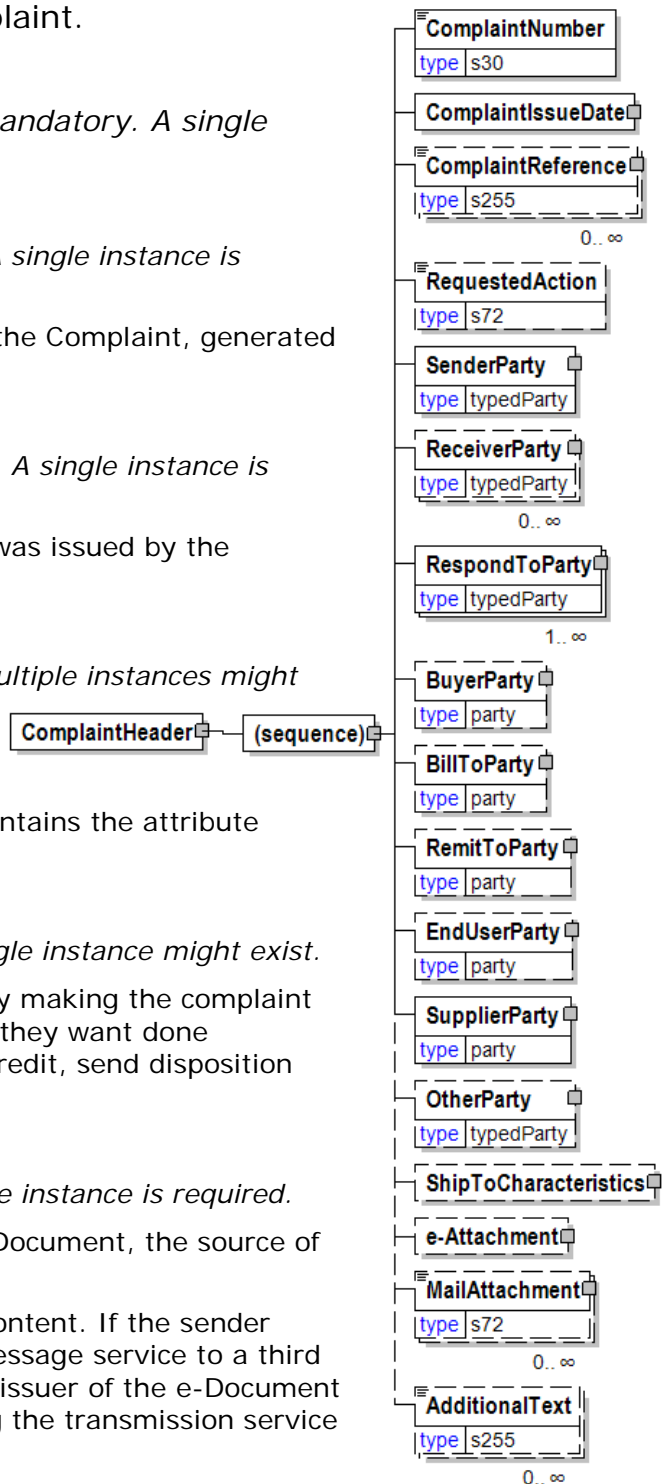 plaint.
andatory. A single
A single instance is
the Complaint, generated
. A single instance is
was issued by the
ultiple instances might
ntains the attribute
gle instance might exist.
y making the complaint
they want done
redit, send disposition
e instance is required.
Document, the source of
ontent. If the sender
essage service to a third
issuer of the e-Document
g the transmission service
ComplaintHeader
(sequence)
ComplaintNumber
type s30
ComplaintIssueDate
ComplaintReference
type s255
0.. ∞
RequestedAction
type s72
SenderParty
type typedParty
ReceiverParty
type typedParty
0.. ∞
RespondToParty
type typedParty
1.. ∞
BuyerParty
type party
BillToParty
type party
RemitToParty
type party
EndUserParty
type party
SupplierParty
type party
OtherParty
type typedParty
ShipToCharacteristics
e-Attachment
MailAttachment
type s72
0.. ∞
AdditionalText
type s255
0.. ∞